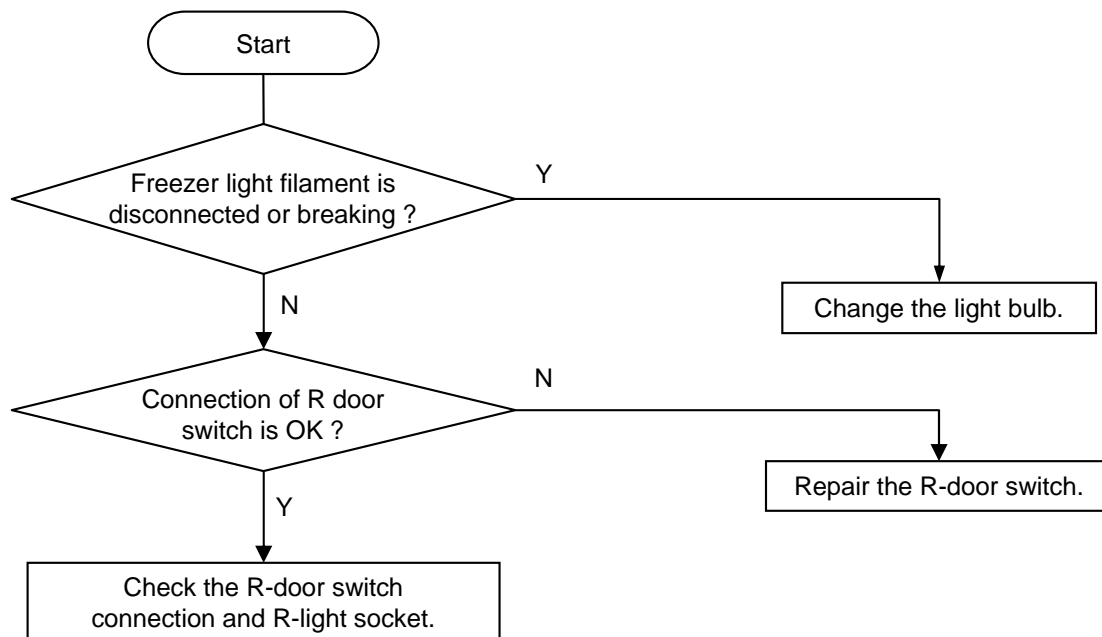 Start
Freezer light filament is
disconnected or breaking ?
Y
Change the light bulb.
N
Connection of R door
switch is OK ?
N
Repair the R-door switch.
Y
Check the R-door switch
connection and R-light socket.